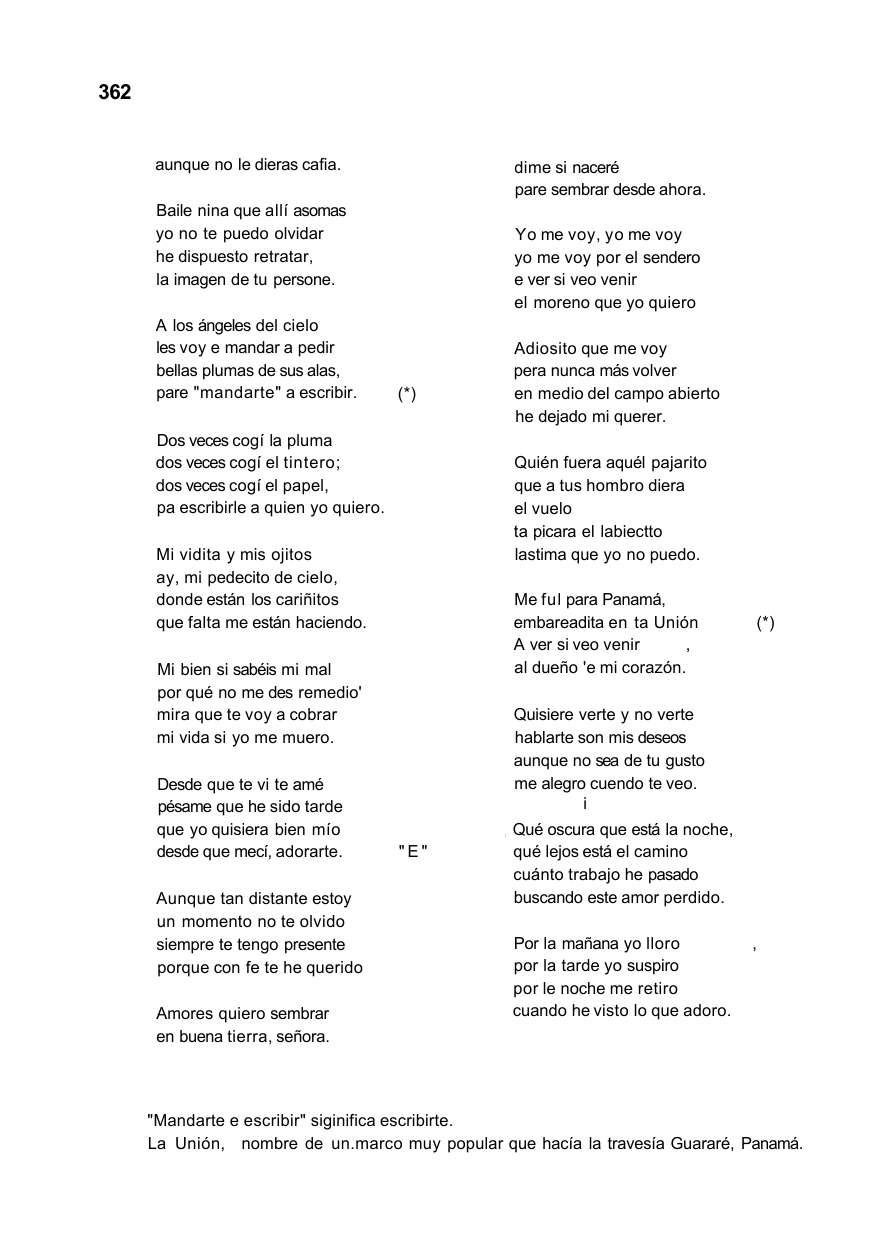 362
aunque no le dieras cafia.
Baile nina que allí asomas
yo no te puedo olvidar
he dispuesto retratar,
la imagen de tu persone.
A los ángeles del cielo
les voy e mandar a pedir
bellas plumas de sus alas,
pare "mandarte" a escribir. (*)
Dos veces cogí la pluma
dos veces cogí el tintero;
dos veces cogí el papel,
pa escribirle a quien yo quiero.
Mi vidita y mis ojitos
ay, mi pedecito de cielo,
donde están los cariñitos
que falta me están haciendo.
Mi bien si sabéis mi mal
por qué no me des remedio'
mira que te voy a cobrar
mi vida si yo me muero.
Desde que te vi te amé
pésame que he sido tarde
que yo quisiera bien mío
desde que mecí, adorarte. "E"
Aunque tan distante estoy
un momento no te olvido
siempre te tengo presente
porque con fe te he querido
Amores quiero sembrar
en buena tierra, señora.
dime si naceré
pare sembrar desde ahora.
Yo me voy, yo me voy
yo me voy por el sendero
e ver si veo venir
el moreno que yo quiero
Adiosito que me voy
pera nunca más volver
en medio del campo abierto
he dejado mi querer.
Quién fuera aquél pajarito
que a tus hombro diera
el vuelo
ta picara el labiectto
lastima que yo no puedo.
Me ful para Panamá,
embareadita en ta Unión (*)
A ver si veo venir ,
al dueño 'e mi corazón.
Quisiere verte y no verte
hablarte son mis deseos
aunque no sea de tu gusto
me alegro cuendo te veo.
i
Qué oscura que está la noche,
qué lejos está el camino
cuánto trabajo he pasado
buscando este amor perdido.
Por la mañana yo lloro ,
por la tarde yo suspiro
por le noche me retiro
cuando he visto lo que adoro.
"Mandarte e escribir" siginifica escribirte.
La Unión, nombre de un.marco muy popular que hacía la travesía Guararé, Panamá.